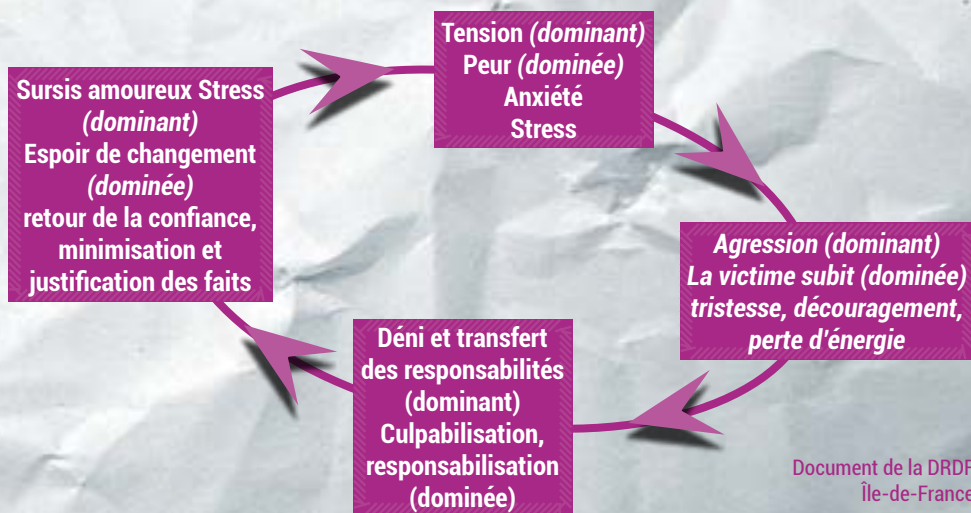 Tension (dominant)
Peur (dominée)
Anxiété
Stress
Sursis amoureux Stress
(dominant)
Espoir de changement
(dominée)
retour de la confiance,
minimisation et
justification des faits
Agression (dominant)
La victime subit (dominée)
tristesse, découragement,
perte d'énergie
Déni et transfert
des responsabilités
(dominant)
Culpabilisation,
responsabilisation
(dominée)
Document de la DRDF
Île-de-France